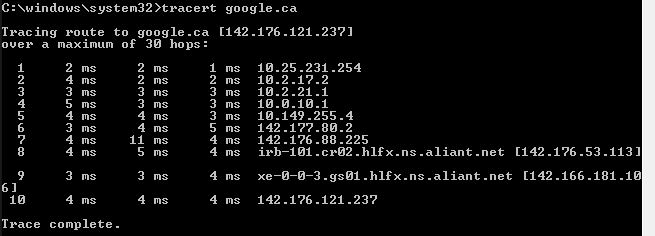 C:\windows\system32>tracert google.ca
Tracing route to google.ca [142.176.121.237]
over a maximum of 30 hops:
1 2 ms 2 ms 1 ms 10.25.231.254
2 4 ms 2 ms 2 ms 10.2.17.2
3 3 ms 3 ms 3 ms 10.2.21.1
4 5 ms 3 ms 3 ms 10.0.10.1
5 4 ms 4 ms 3 ms 10.149.255.4
6 3 ms 4 ms 5 ms 142.177.80.2
7 4 ms 11 ms 4 ms 142.176.88.225
8 4 ms 5 ms 4 ms irb-101.cr02.hlfx.ns.aliant.net [142.176.53.113]
9 3 ms 3 ms 4 ms xe-0-0-3.gs01.hlfx.ns.aliant.net [142.166.181.10
6]
10 4 ms 4 ms 4 ms 142.176.121.237
Trace complete.